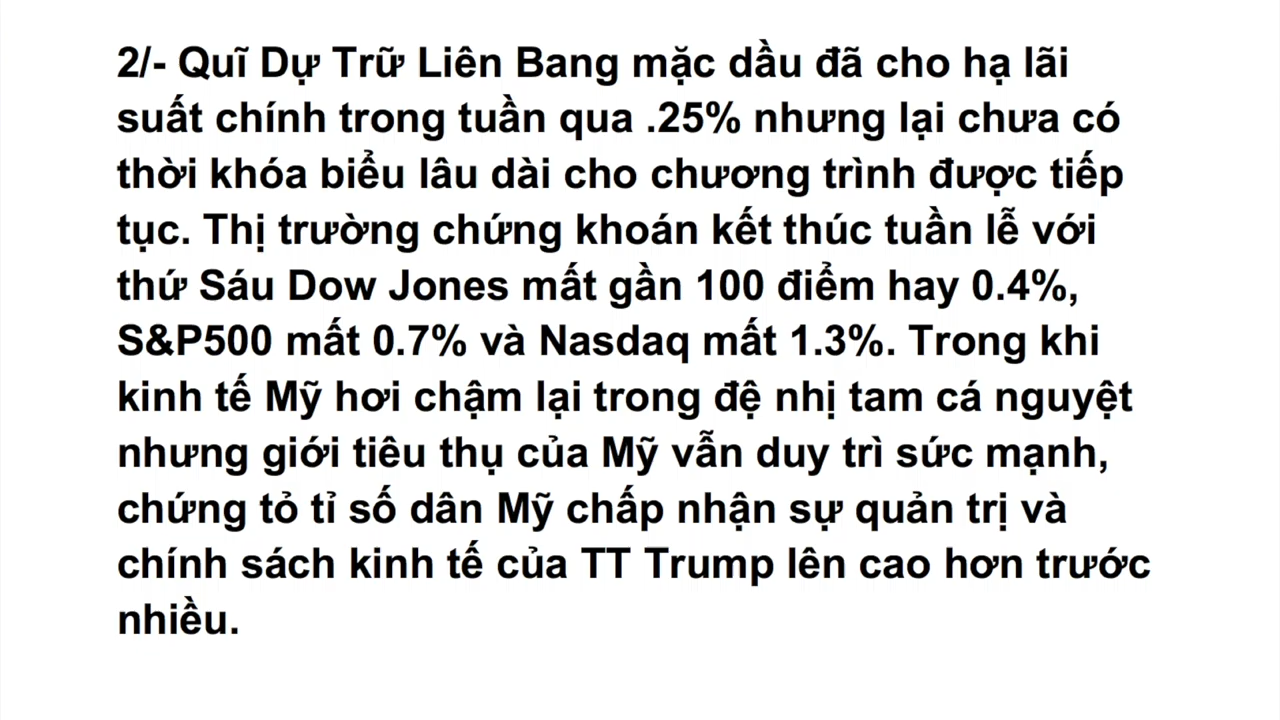 2/- Quĩ Dự Trữ Liên Bang mặc dầu đã cho hạ lãi
suất chính trong tuần qua .25% nhưng lại chưa có
thời khóa biểu lâu dài cho chương trình được tiếp
tục. Thị trường chứng khoán kết thúc tuần lễ với
thứ Sáu Dow Jones mất gần 100 điểm hay 0.4%,
S&P500 mất 0.7% và Nasdaq mất 1.3%. Trong khi
kinh tế Mỹ hơi chậm lại trong đệ nhị tam cá nguyệt
nhưng giới tiêu thụ của Mỹ vẫn duy trì sức mạnh,
chứng tỏ tỉ số dân Mỹ chấp nhận sự quản trị và
chính sách kinh tế của TT Trump lên cao hơn trước
nhiều.